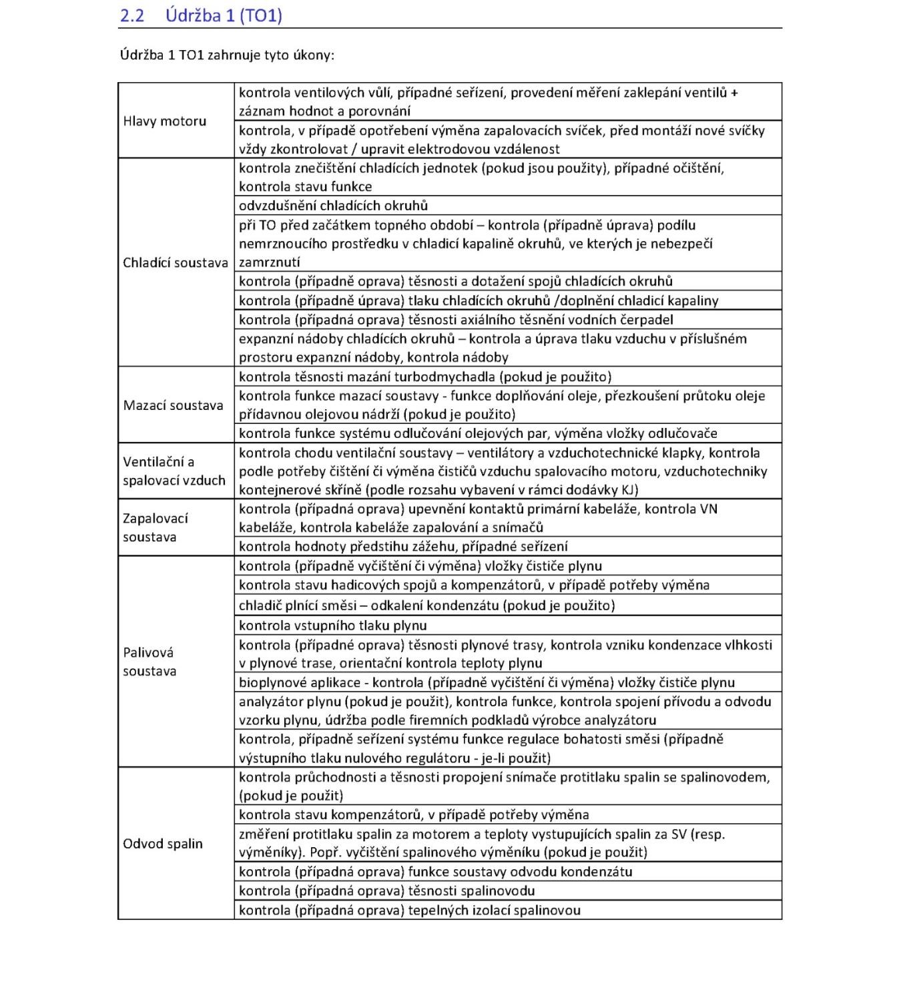 2.2 Údržba 1 (TO1)
Údržba 1 TO1 zahrnuje tyto úkony:
Hlavy motoru
kontrola ventilových vůlí, případné seřízení, provedení měření zaklepání ventilů +
záznam hodnot a porovnání
kontrola, v případě opotřebení výměna zapalovacích svíček, před montáží nové svíčky
vždy zkontrolovat / upravit elektrodovou vzdálenost
Chladící soustava
kontrola znečištění chladících jednotek (pokud jsou použity), případné očištění,
kontrola stavu funkce
odvzdušnění chladících okruhů
při TO před začátkem topného období – kontrola (případně úprava) podílu
nemrznoucího prostředku v chladicí kapalině okruhů, ve kterých je nebezpečí
zamrznutí
kontrola (případně oprava) těsnosti a dotažení spojů chladících okruhů
kontrola (případně úprava) tlaku chladících okruhů /doplnění chladicí kapaliny
kontrola (případná oprava) těsnosti axiálního těsnění vodních čerpadel
expanzní nádoby chladících okruhů – kontrola a úprava tlaku vzduchu v příslušném
prostoru expanzní nádoby, kontrola nádoby
Mazací soustava
kontrola těsnosti mazání turbodmychadla (pokud je použito)
kontrola funkce mazací soustavy - funkce doplňování oleje, přezkoušení průtoku oleje
přídavnou olejovou nádrží (pokud je použito)
kontrola funkce systému odlučování olejových par, výměna vložky odlučovače
Ventilační a
spalovací vzduch
kontrola chodu ventilační soustavy – ventilátory a vzduchotechnické klapky, kontrola
podle potřeby čištění či výměna čističů vzduchu spalovacího motoru, vzduchotechniky
kontejnerové skříně (podle rozsahu vybavení v rámci dodávky KJ)
Zapalovací
soustava
kontrola (případná oprava) upevnění kontaktů primární kabeláže, kontrola VN
kabeláže, kontrola kabeláže zapalování a snímačů
kontrola hodnoty předstihu zážehu, případné seřízení
Palivová
soustava
kontrola (případně vyčištění či výměna) vložky čističe plynu
kontrola stavu hadicových spojů a kompenzátorů, v případě potřeby výměna
chladič plnící směsi – odkalení kondenzátu (pokud je použito)
kontrola vstupního tlaku plynu
kontrola (případné oprava) těsnosti plynové trasy, kontrola vzniku kondenzace vlhkosti
v plynové trase, orientační kontrola teploty plynu
bioplynové aplikace - kontrola (případně vyčištění či výměna) vložky čističe plynu
analyzátor plynu (pokud je použit), kontrola funkce, kontrola spojení přívodu a odvodu
vzorku plynu, údržba podle firemních podkladů výrobce analyzátoru
kontrola, případně seřízení systému funkce regulace bohatosti směsi (případně
výstupního tlaku nulového regulátoru - je-li použit)
Odvod spalin
kontrola průchodnosti a těsnosti propojení snímače protitlaku spalin se spalinovodem,
(pokud je použit)
kontrola stavu kompenzátorů, v případě potřeby výměna
změření protitlaku spalin za motorem a teploty vystupujících spalin za SV (resp.
výměníky). Popř. vyčištění spalinového výměníku (pokud je použit)
kontrola (případná oprava) funkce soustavy odvodu kondenzátu
kontrola (případná oprava) těsnosti spalinovodu
kontrola (případná oprava) tepelných izolací spalinovou